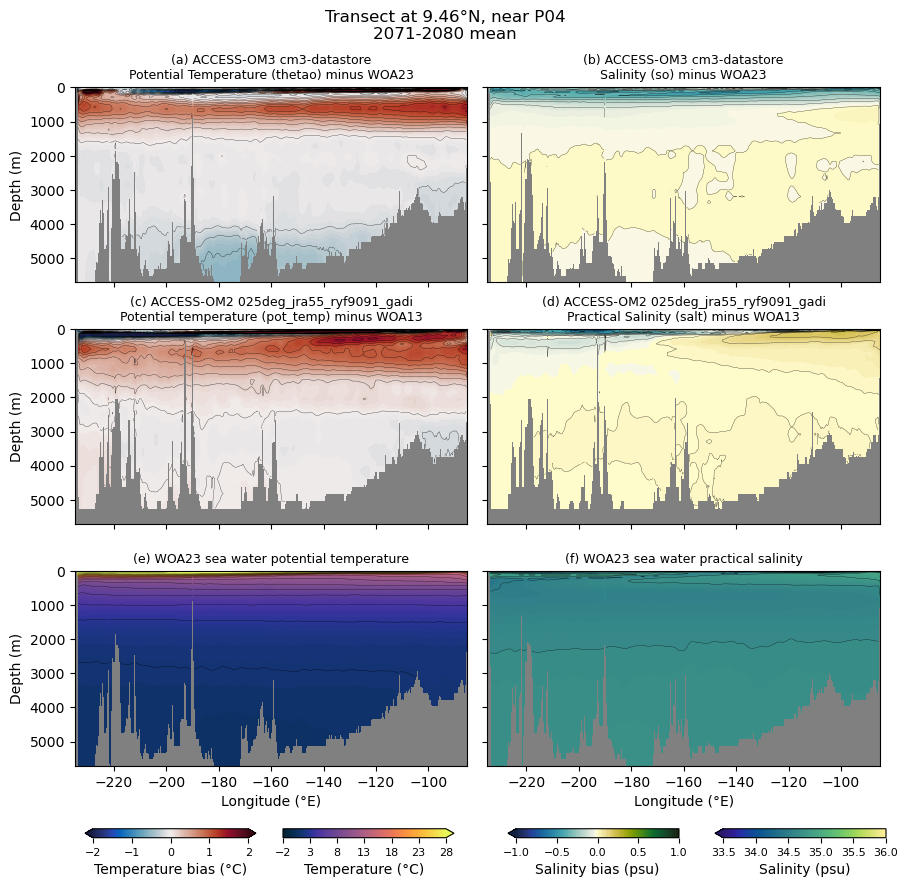 Transect at 9.46°N, near P04
2071-2080 mean
(a) ACCESS-OM3 cm3-datastore
Potential Temperature (thetao) minus WOA23
(b) ACCESS-OM3 cm3-datastore
Salinity (so) minus WOA23
0
1000
2000
3000
4000
5000
Depth (m)
(c) ACCESS-OM2 025deg_jra55_ryf9091_gadi
Potential temperature (pot_temp) minus WOA13
(d) ACCESS-OM2 025deg_jra55_ryf9091_gadi
Practical Salinity (salt) minus WOA13
0
1000
2000
3000
4000
5000
Depth (m)
(e) WOA23 sea water potential temperature
(f) WOA23 sea water practical salinity
0
1000
2000
3000
4000
5000
Depth (m)
−220 −200 −180 −160 −140 −120 −100
Longitude (°E)
−220 −200 −180 −160 −140 −120 −100
Longitude (°E)
−2 −1 0 1 2
Temperature bias (°C)
−2 3 8 13 18 23 28
Temperature (°C)
−1.0 −0.5 0.0 0.5 1.0
Salinity bias (psu)
33.5 34.0 34.5 35.0 35.5 36.0
Salinity (psu)